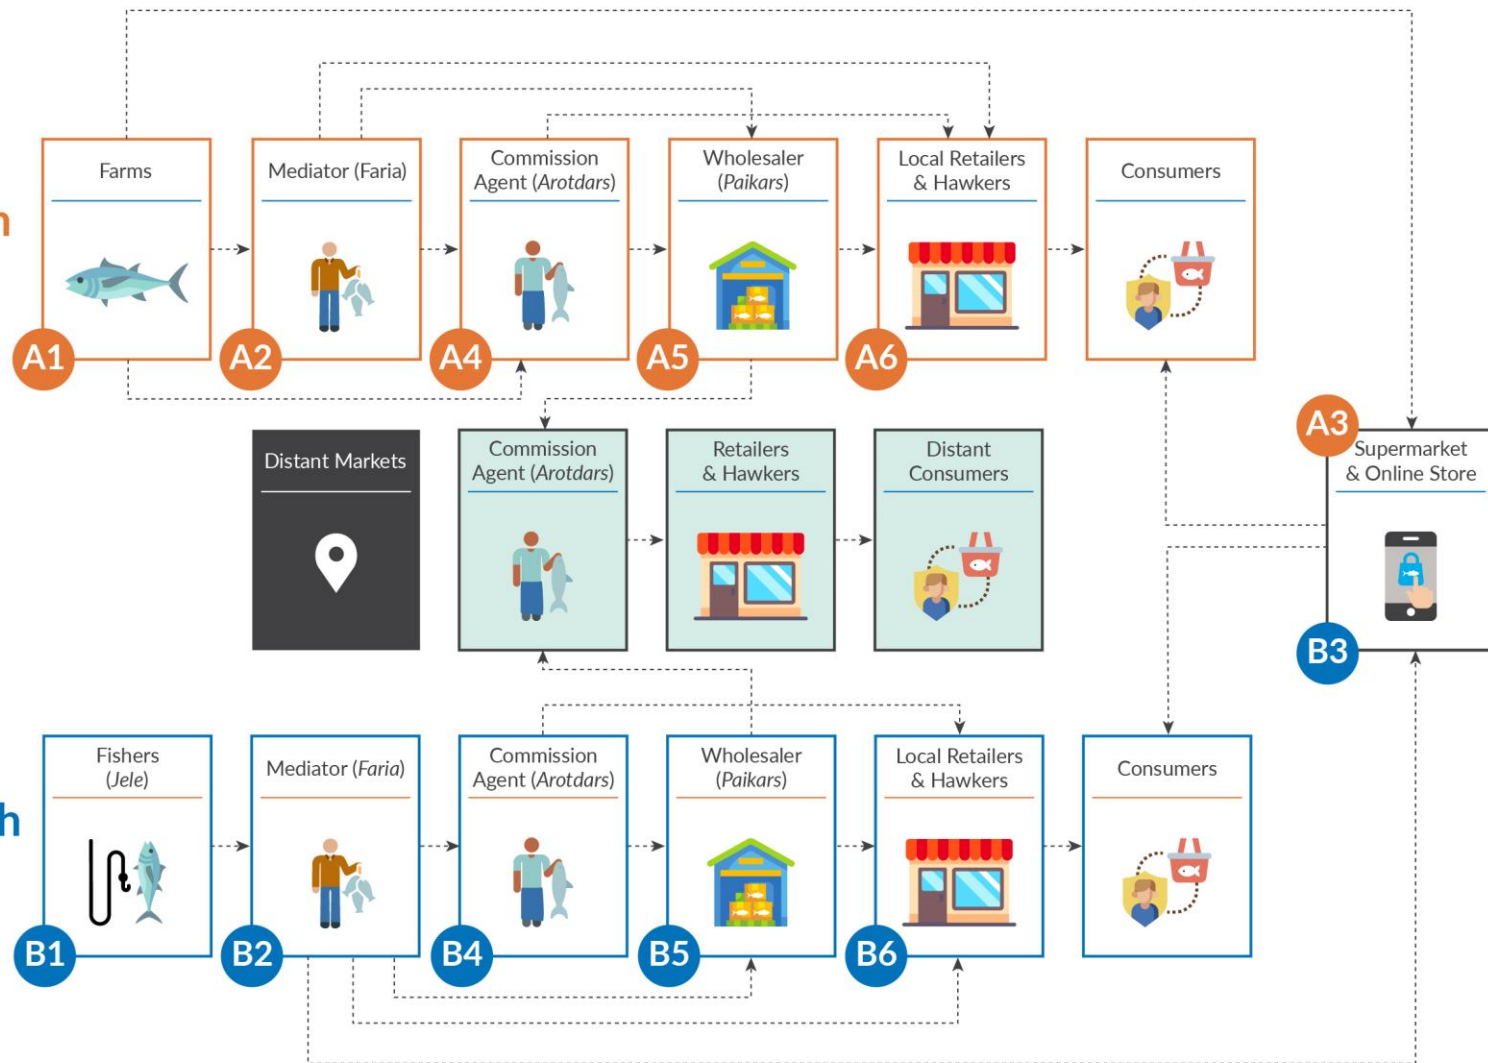 Farms
Mediator (Faria)
Commission
Agent (Arotdars)
Wholesaler
(Paikars)
Local Retailers
& Hawkers
Consumers
A1
A2
A4
A5
A6
Distant Markets
Commission
Agent (Arotdars)
Retailers
& Hawkers
Distant
Consumers
A3
Supermarket
& Online Store
B3
Fishers
(Jele)
Mediator (Faria)
Commission
Agent (Arotdars)
Wholesaler
(Paikars)
Local Retailers
& Hawkers
Consumers
B1
B2
B4
B5
B6